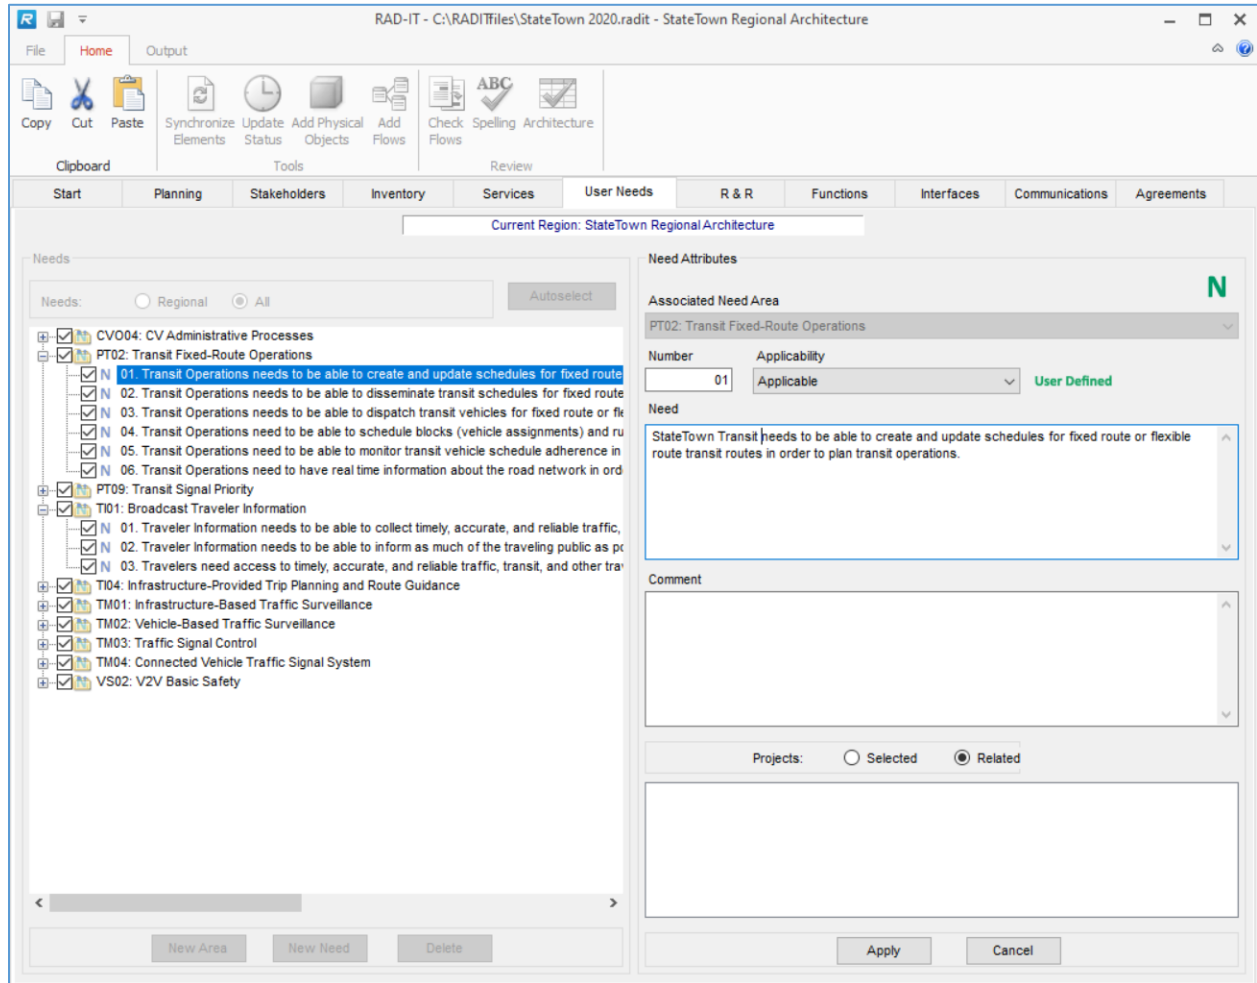 RAD-IT - C:\RADITfiles\StateTown 2020.radit - StateTown Regional Architecture
File Home Output
Copy Cut Paste Synchronize Elements Update Status Add Physical Objects Add Flows Check Flows ABC Spelling Architecture
Clipboard Tools Review
Start Planning Stakeholders Inventory Services User Needs R & R Functions Interfaces Communications Agreements
Current Region: StateTown Regional Architecture
Needs
Needs: Regional All Autoselect
CVO04: CV Administrative Processes
PT02: Transit Fixed-Route Operations
N 01. Transit Operations needs to be able to create and update schedules for fixed route
N 02. Transit Operations needs to be able to disseminate transit schedules for fixed route
N 03. Transit Operations needs to be able to dispatch transit vehicles for fixed route or fle
N 04. Transit Operations need to be able to schedule blocks (vehicle assignments) and ru
N 05. Transit Operations need to be able to monitor transit vehicle schedule adherence in
N 06. Transit Operations need to have real time information about the road network in ord
PT09: Transit Signal Priority
TI01: Broadcast Traveler Information
N 01. Traveler Information needs to be able to collect timely, accurate, and reliable traffic,
N 02. Traveler Information needs to be able to inform as much of the traveling public as po
N 03. Travelers need access to timely, accurate, and reliable traffic, transit, and other trav
TI04: Infrastructure-Provided Trip Planning and Route Guidance
TM01: Infrastructure-Based Traffic Surveillance
TM02: Vehicle-Based Traffic Surveillance
TM03: Traffic Signal Control
TM04: Connected Vehicle Traffic Signal System
VS02: V2V Basic Safety
New Area New Need Delete
Need Attributes
N
Associated Need Area
PT02: Transit Fixed-Route Operations
Number Applicability
01 Applicable User Defined
Need
StateTown Transit needs to be able to create and update schedules for fixed route or flexible
route transit routes in order to plan transit operations.
Comment
Projects: Selected Related
Apply Cancel